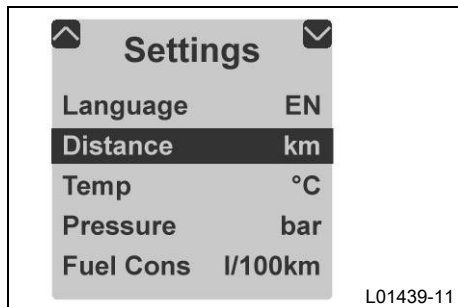 Settings
Language EN
Distance km
Temp °C
Pressure bar
Fuel Cons l/100km
L01439-11